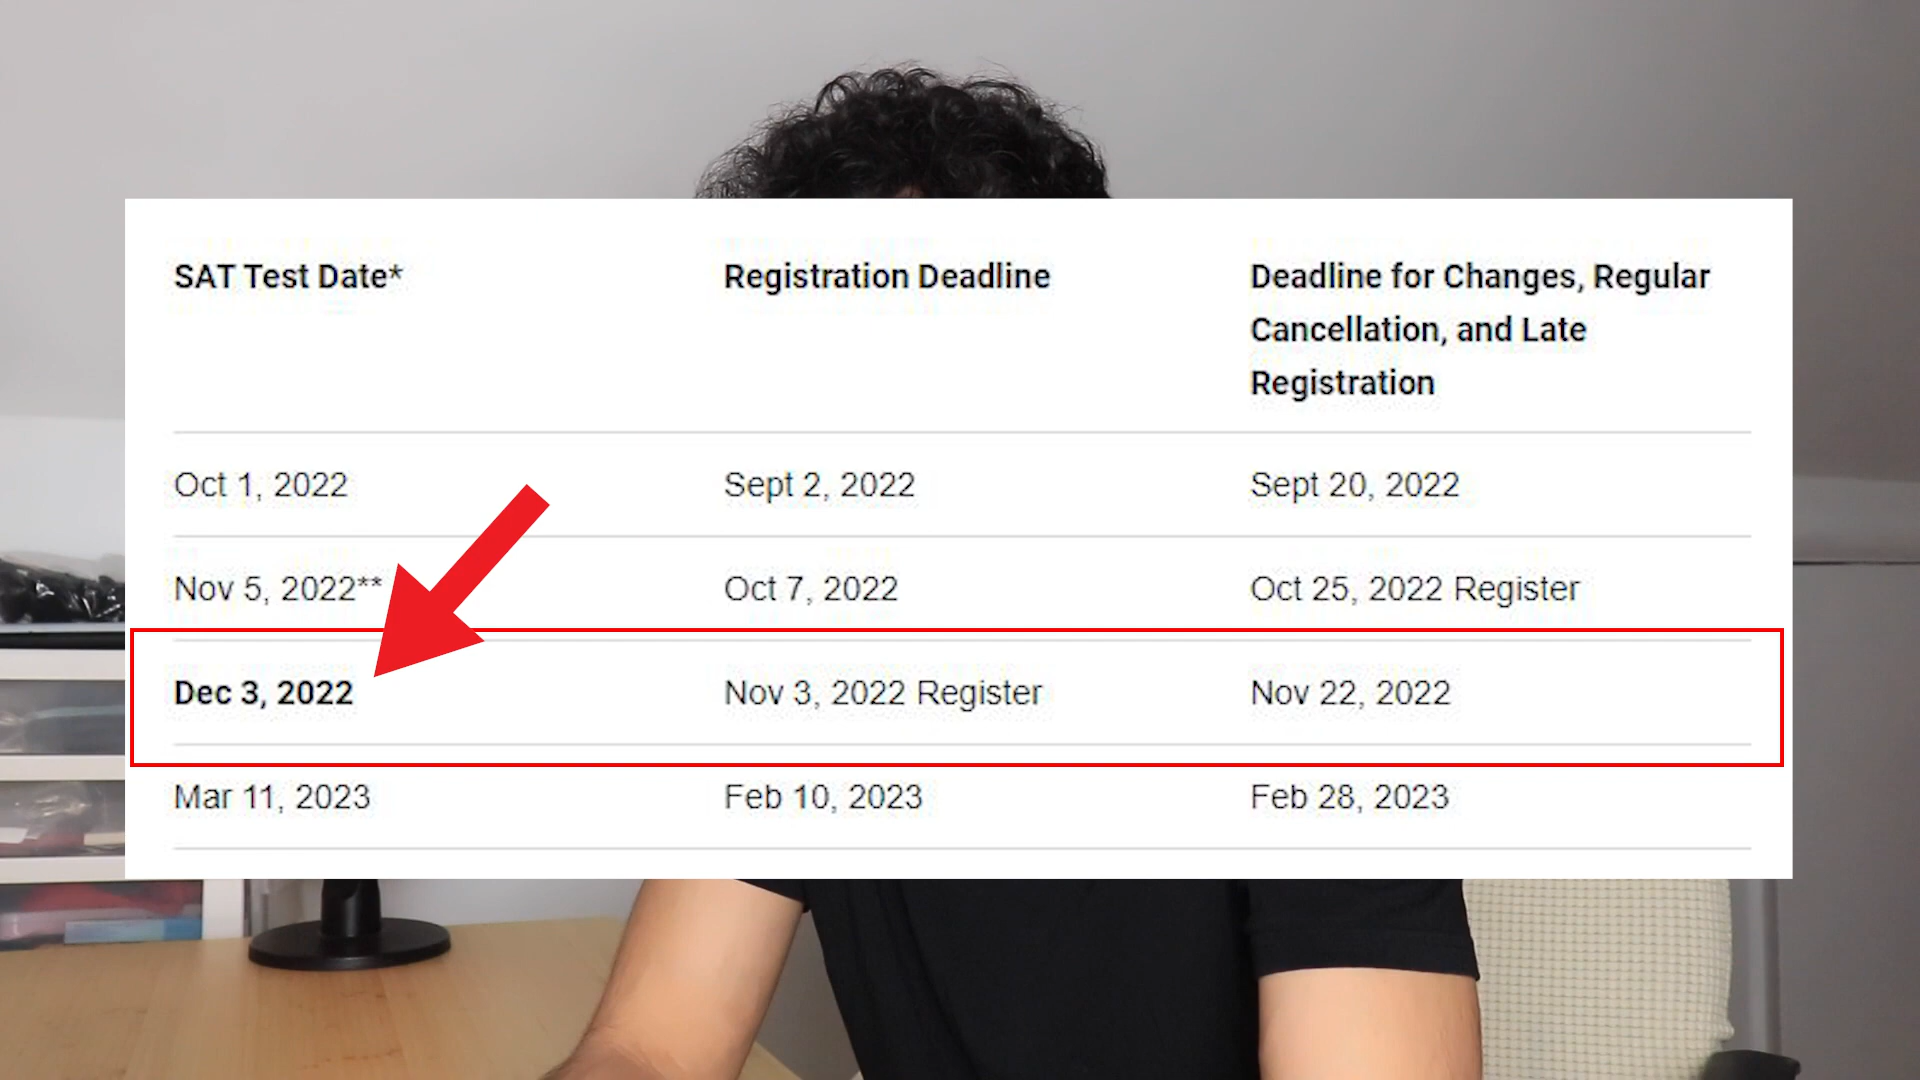 SAT Test Date* Registration Deadline Deadline for Changes, Regular
Cancellation, and Late
Registration
Oct 1, 2022 Sept 2, 2022 Sept 20, 2022
Nov 5, 2022** Oct 7, 2022 Oct 25, 2022 Register
Dec 3, 2022 Nov 3, 2022 Register Nov 22, 2022
Mar 11, 2023 Feb 10, 2023 Feb 28, 2023